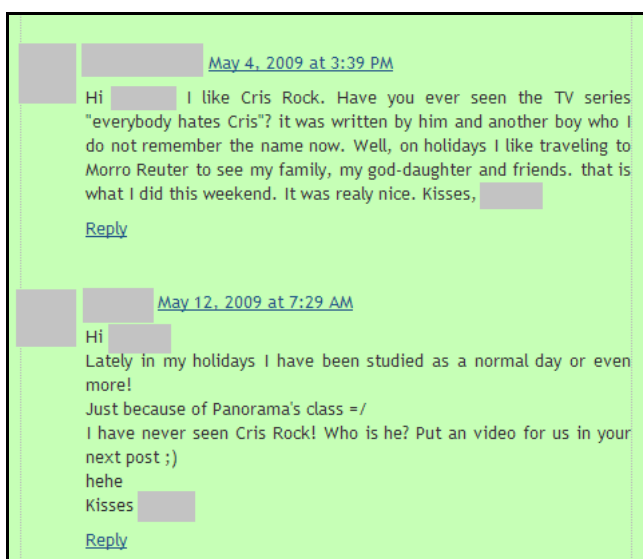 May 4, 2009 at 3:39 PM
Hi I like Cris Rock. Have you ever seen the TV series
"everybody hates Cris"? it was written by him and another boy who I
do not remember the name now. Well, on holidays I like traveling to
Morro Reuter to see my family, my god-daughter and friends. that is
what I did this weekend. It was realy nice. Kisses,
Reply
May 12, 2009 at 7:29 AM
Hi
Lately in my holidays I have been studied as a normal day or even
more!
Just because of Panorama's class =/
I have never seen Cris Rock! Who is he? Put an video for us in your
next post ;)
hehe
Kisses
Reply